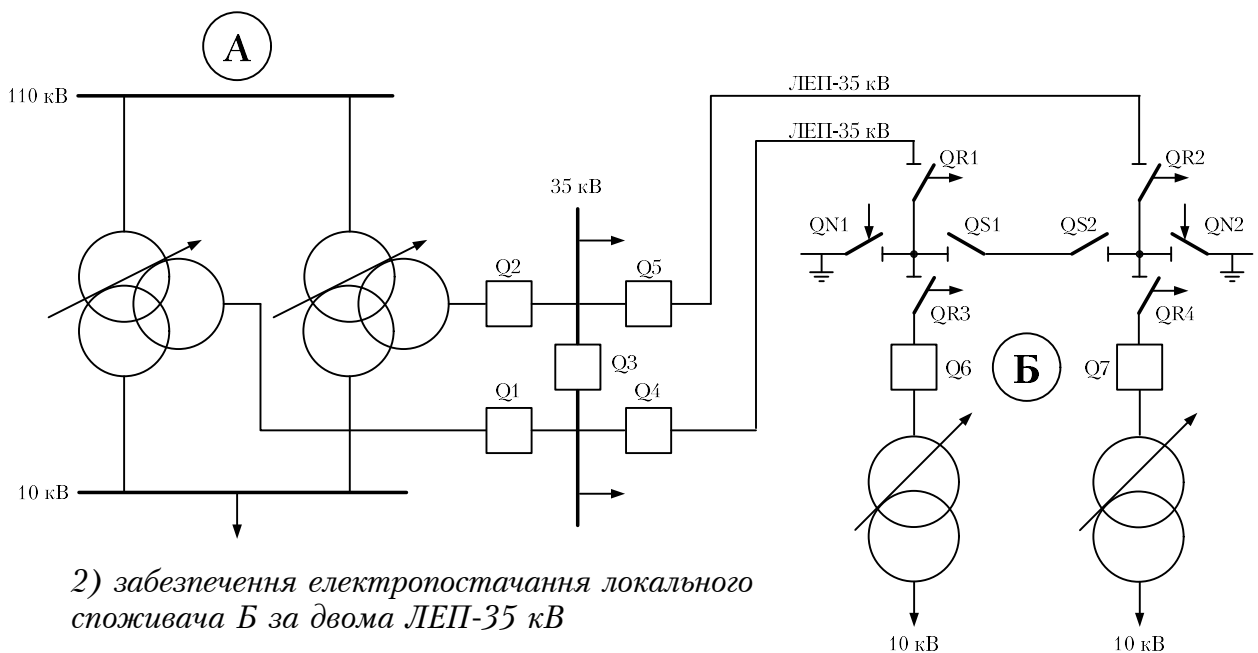 А
110 кВ
ЛЕП-35 кВ
ЛЕП-35 кВ
QR1
QR2
35 кВ
QN1
QS1
QS2
QN2
Q2
Q5
QR3
QR4
Q3
Б
Q6
Q7
Q1
Q4
10 кВ
2) забезпечення електропостачання локального
споживача Б за двома ЛЕП-35 кВ
10 кВ
10 кВ